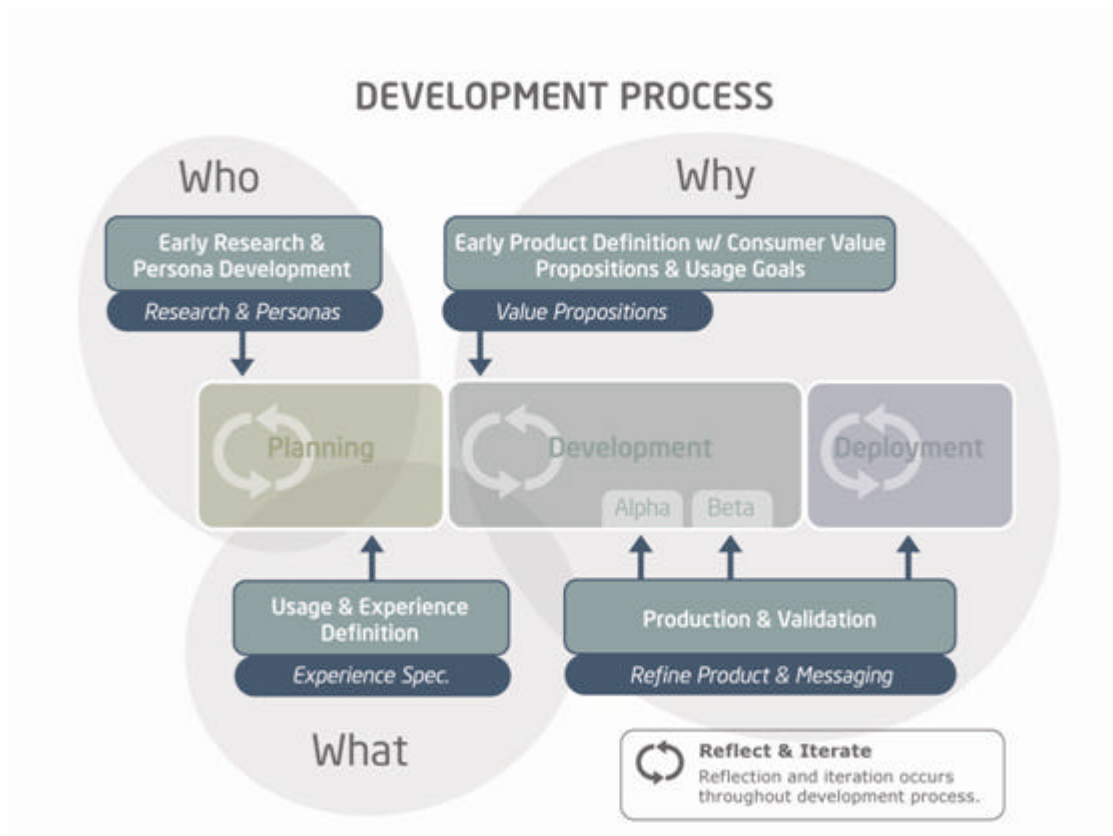 DEVELOPMENT PROCESS
Who
Why
Early Research &
Persona Development
Research & Personas
Early Product Definition w/ Consumer Value
Propositions & Usage Goals
Value Propositions
Planning
Development
Deployment
Alpha
Beta
Usage & Experience
Definition
Experience Spec.
Production & Validation
Refine Product & Messaging
What
Reflect & Iterate
Reflection and iteration occurs
throughout development process.